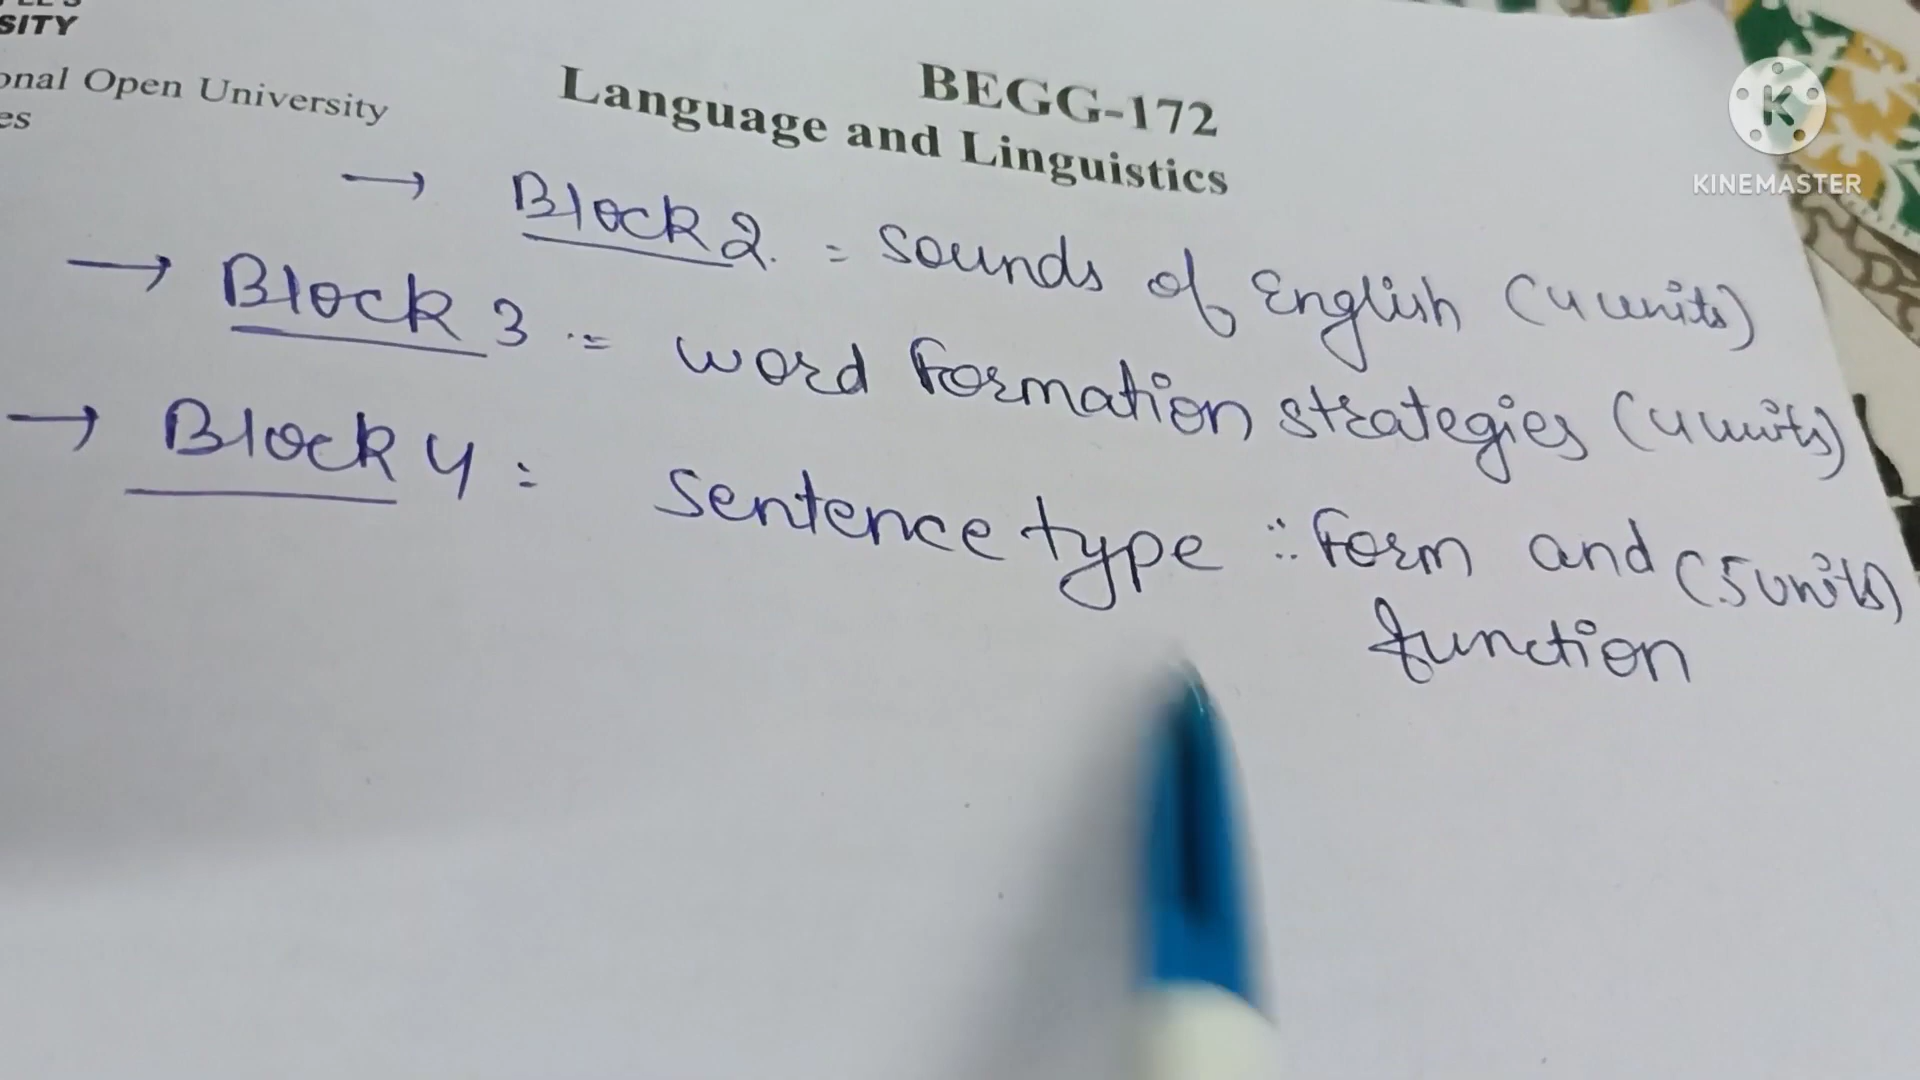 SITY
onal Open University
es
BEGG-172
Language and Linguistics
→ Block 2. = sounds of English (4 units)
→ Block 3 := word Formation strategies (4 units)
→ Block 4 : sentence type :: Form and (5 units)
function
K
KINEMASTER